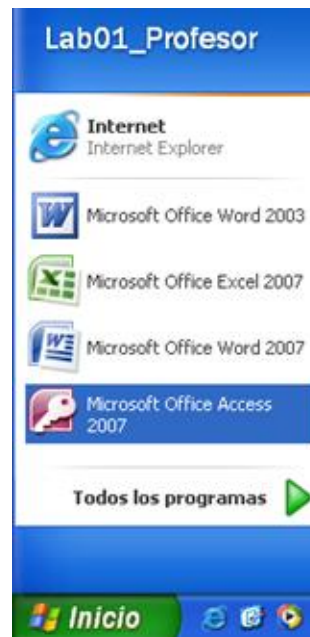 Lab01_Profesor
Internet
Internet Explorer
Microsoft Office Word 2003
Microsoft Office Excel 2007
Microsoft Office Word 2007
Microsoft Office Access
2007
Todos los programas
Inicio